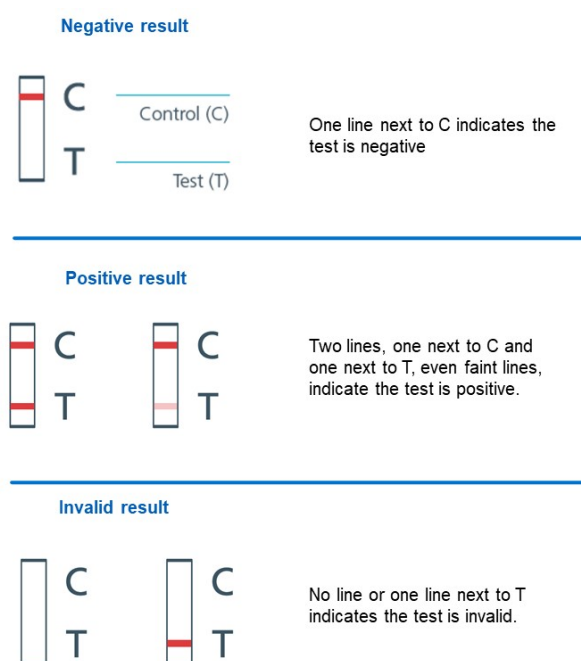 Negative result
C
Control (C)
T
Test (T)
One line next to C indicates the
test is negative
Positive result
C
T
C
T
Two lines, one next to C and
one next to T, even faint lines,
indicate the test is positive.
Invalid result
C
T
C
T
No line or one line next to T
indicates the test is invalid.